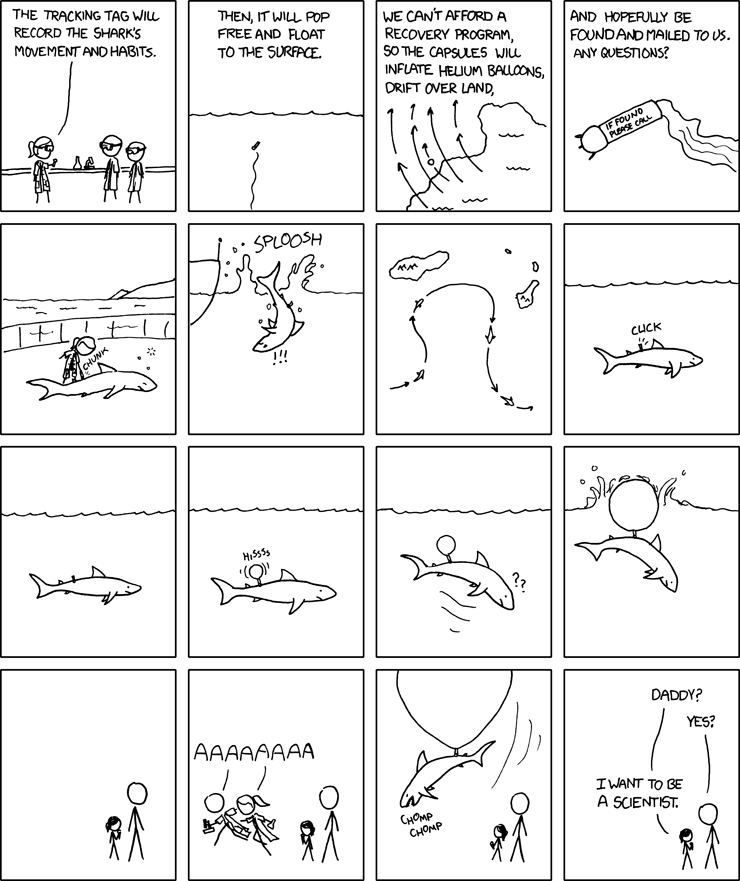 THE TRACKING TAG WILL
RECORD THE SHARK'S
MOVEMENT AND HABITS.
THEN, IT WILL POP
FREE AND FLOAT
TO THE SURFACE.
WE CAN'T AFFORD A
RECOVERY PROGRAM,
SO THE CAPSULES WILL
INFLATE HELIUM BALLOONS,
DRIFT OVER LAND,
AND HOPEFULLY BE
FOUND AND MAILED TO US.
ANY QUESTIONS?
IF FOUND
PLEASE CALL
CHUNK
SPLOOSH
!!!
CLICK
HISSSS
??
AAAAAAAA
CHOMP
CHOMP
DADDY?
YES?
I WANT TO BE
A SCIENTIST.